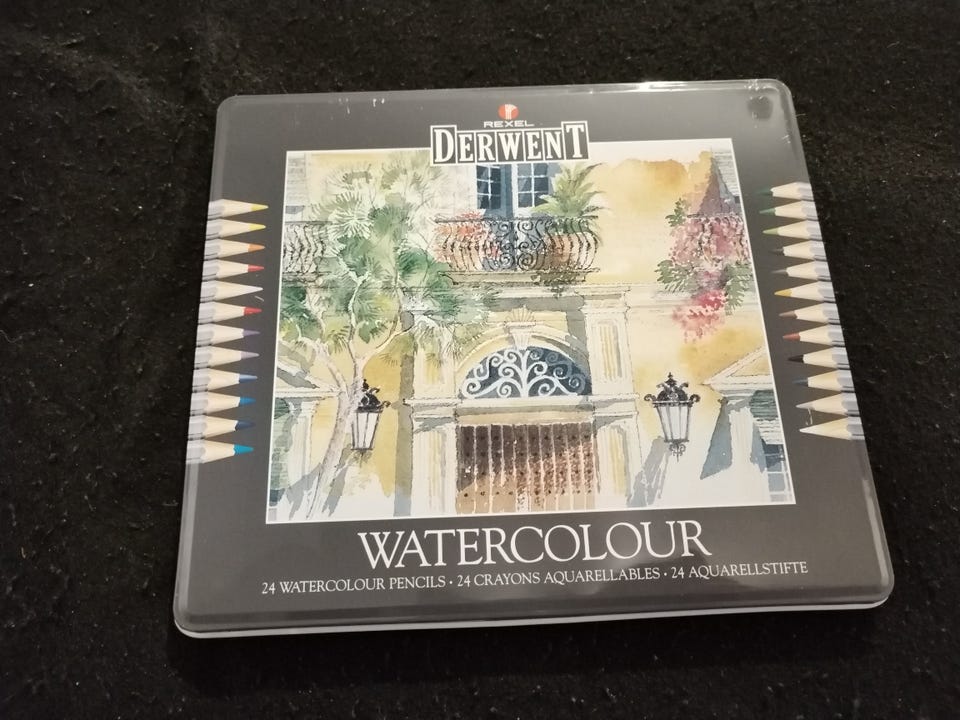 REXEL
DERWENT
WATERCOLOUR
24 WATERCOLOUR PENCILS • 24 CRAYONS AQUARELLABLES • 24 AQUARELLSTIFTE